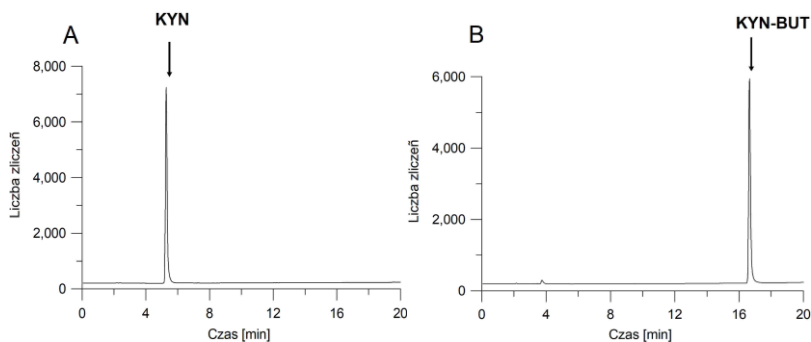 A
KYN
8,000
6,000
4,000
2,000
0
Liczba zliczeń
0 4 8 12 16 20
Czas [min]
B
KYN-BUT
6,000
4,000
2,000
0
Liczba zliczeń
0 4 8 12 16 20
Czas [min]